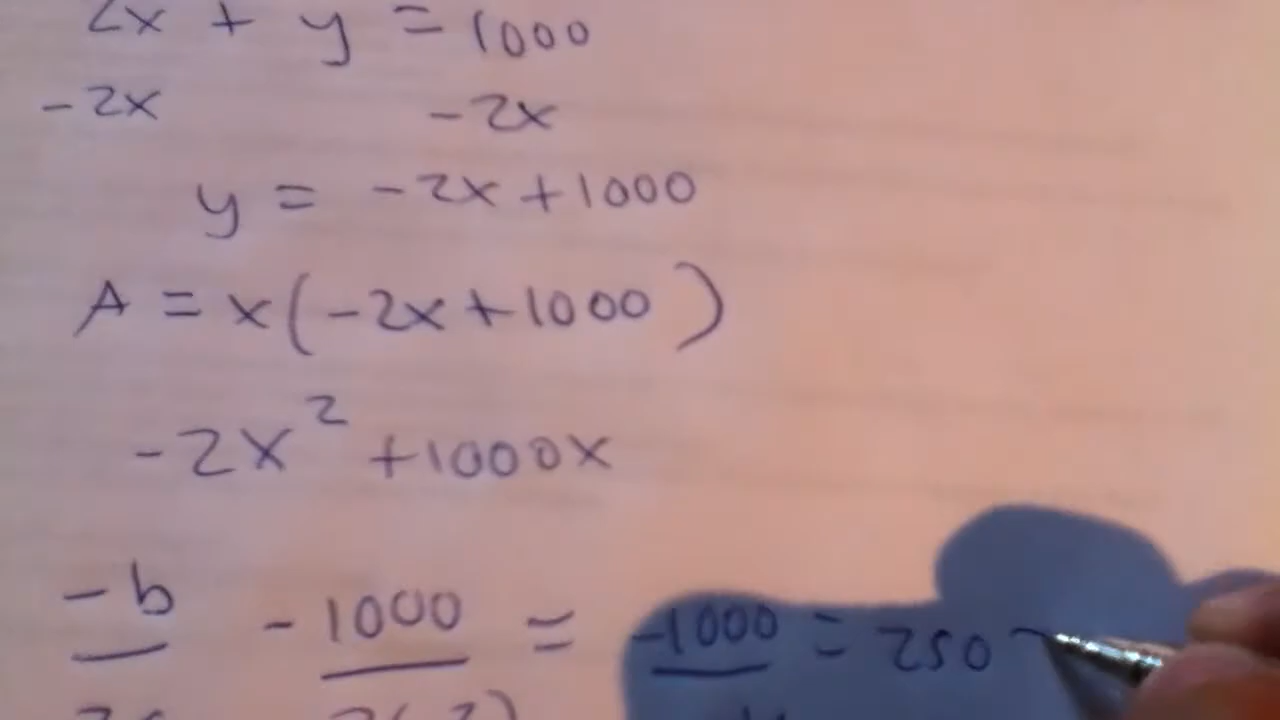 2x + y = 1000
-2x -2x
y = -2x + 1000
A = x(-2x + 1000)
-2x² + 1000x
-b -1000 = -1000 = 250